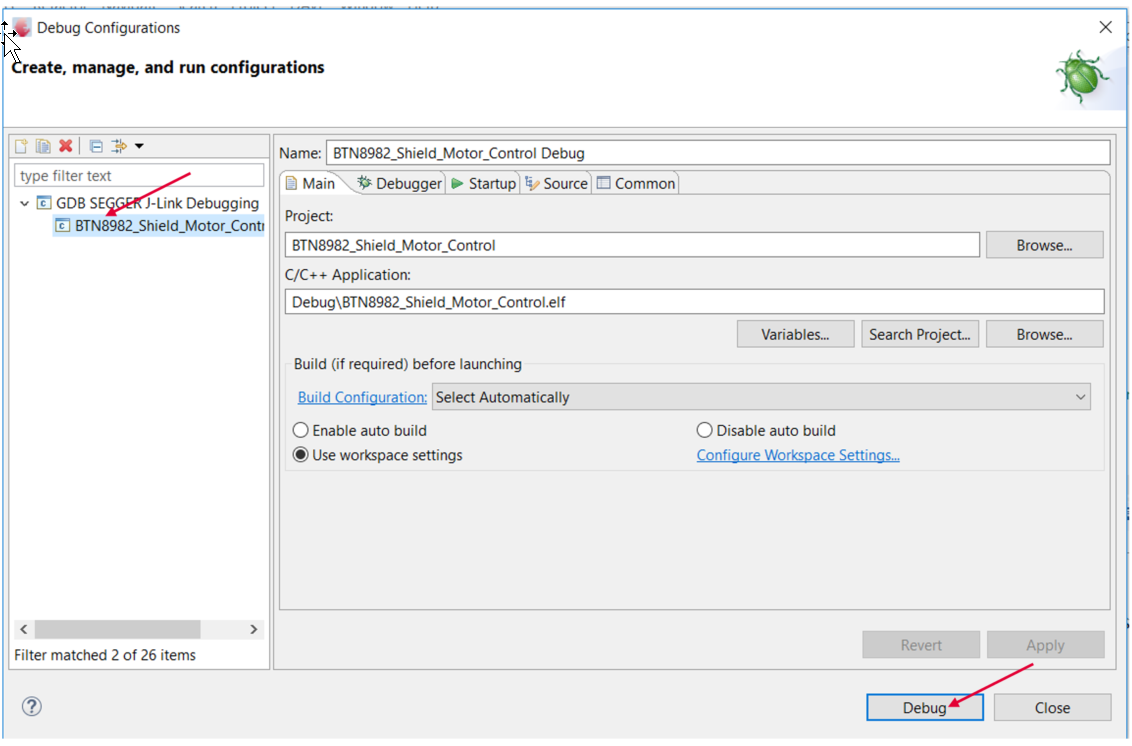 Debug Configurations
Create, manage, and run configurations
type filter text
GDB SEGGER J-Link Debugging
BTN8982_Shield_Motor_Contr
Filter matched 2 of 26 items
Name: BTN8982_Shield_Motor_Control Debug
Main Debugger Startup Source Common
Project:
BTN8982_Shield_Motor_Control Browse...
C/C++ Application:
Debug\BTN8982_Shield_Motor_Control.elf
Variables... Search Project... Browse...
Build (if required) before launching
Build Configuration: Select Automatically
Enable auto build Disable auto build
Use workspace settings Configure Workspace Settings...
Revert Apply
Debug Close